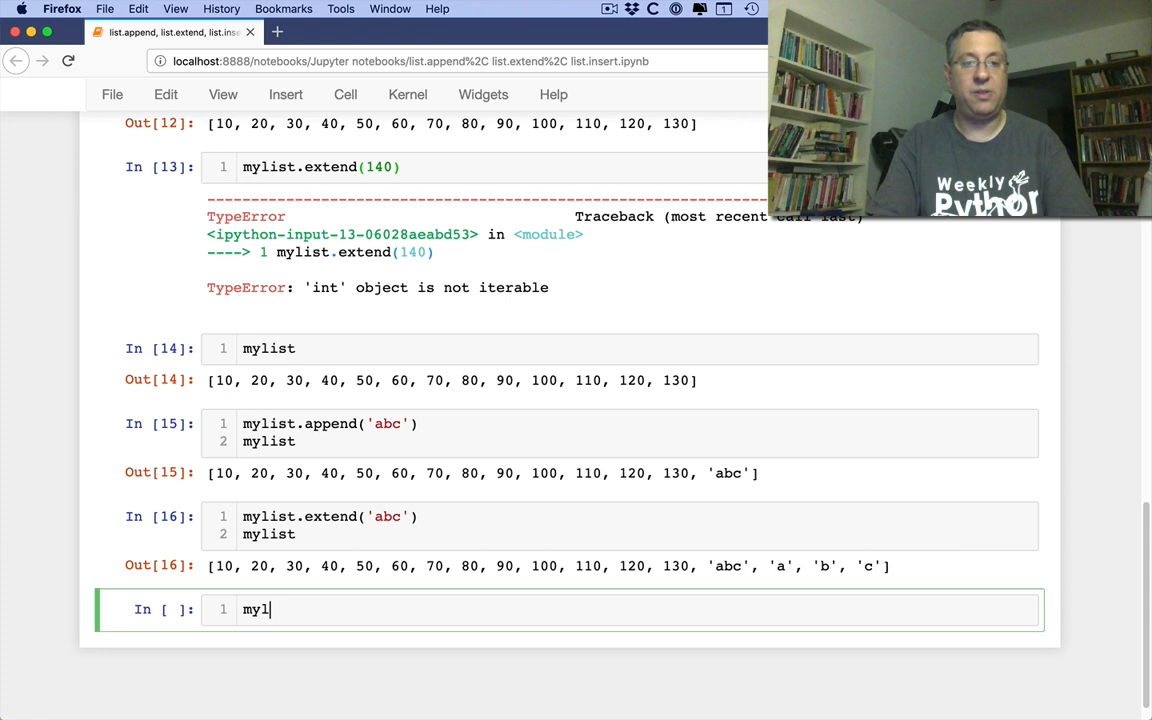 Firefox File Edit View History Bookmarks Tools Window Help
list.append, list.extend, list.inse
localhost:8888/notebooks/Jupyter notebooks/list.append%2C list.extend%2C list.insert.ipynb
File Edit View Insert Cell Kernel Widgets Help
Out[12]: [10, 20, 30, 40, 50, 60, 70, 80, 90, 100, 110, 120, 130]
In [13]: 1 mylist.extend(140)
TypeError Traceback (most recent call last)
<ipython-input-13-06028aeabd53> in <module>
----> 1 mylist.extend(140)
TypeError: 'int' object is not iterable
In [14]: 1 mylist
Out[14]: [10, 20, 30, 40, 50, 60, 70, 80, 90, 100, 110, 120, 130]
In [15]: 1 mylist.append('abc')
2 mylist
Out[15]: [10, 20, 30, 40, 50, 60, 70, 80, 90, 100, 110, 120, 130, 'abc']
In [16]: 1 mylist.extend('abc')
2 mylist
Out[16]: [10, 20, 30, 40, 50, 60, 70, 80, 90, 100, 110, 120, 130, 'abc', 'a', 'b', 'c']
In [ ]: 1 myl
Weekly
Python